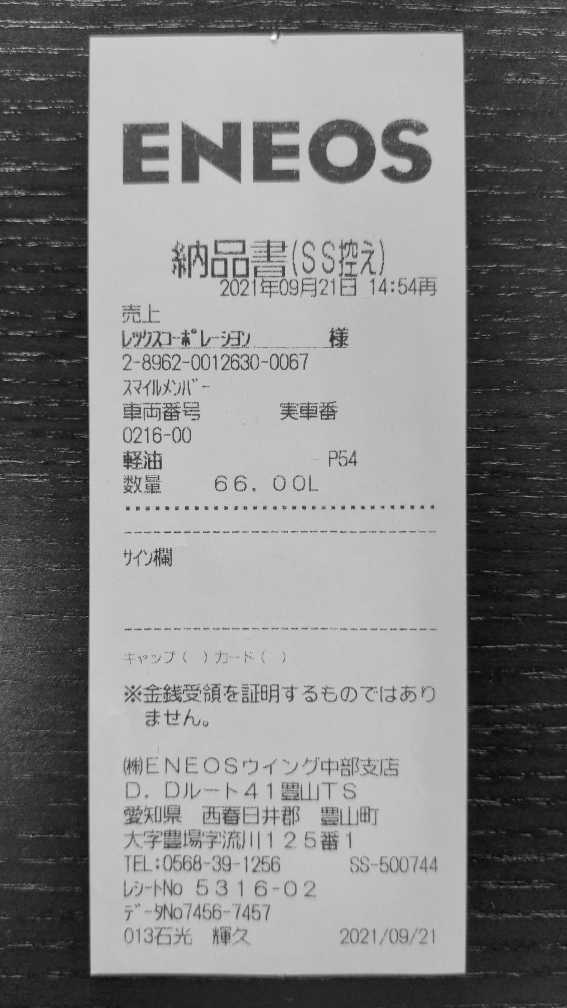 ENEOS
納品書(SS控え)
2021年09月21日 14:54再
売上
レックスコーポレーション 様
2-8962-0012630-0067
スマイルメンバー
車両番号 実車番
0216-00
軽油 P54
数量 66.00L
サイン欄
キャップ( )カード( )
※金銭受領を証明するものではあり
ません。
㈱ENEOSウイング中部支店
D.Dルート41豊山TS
愛知県 西春日井郡 豊山町
大字豊場字流川125番1
TEL:0568-39-1256 SS-500744
レシートNo 5316-02
データNo7456-7457
013石光 輝久 2021/09/21